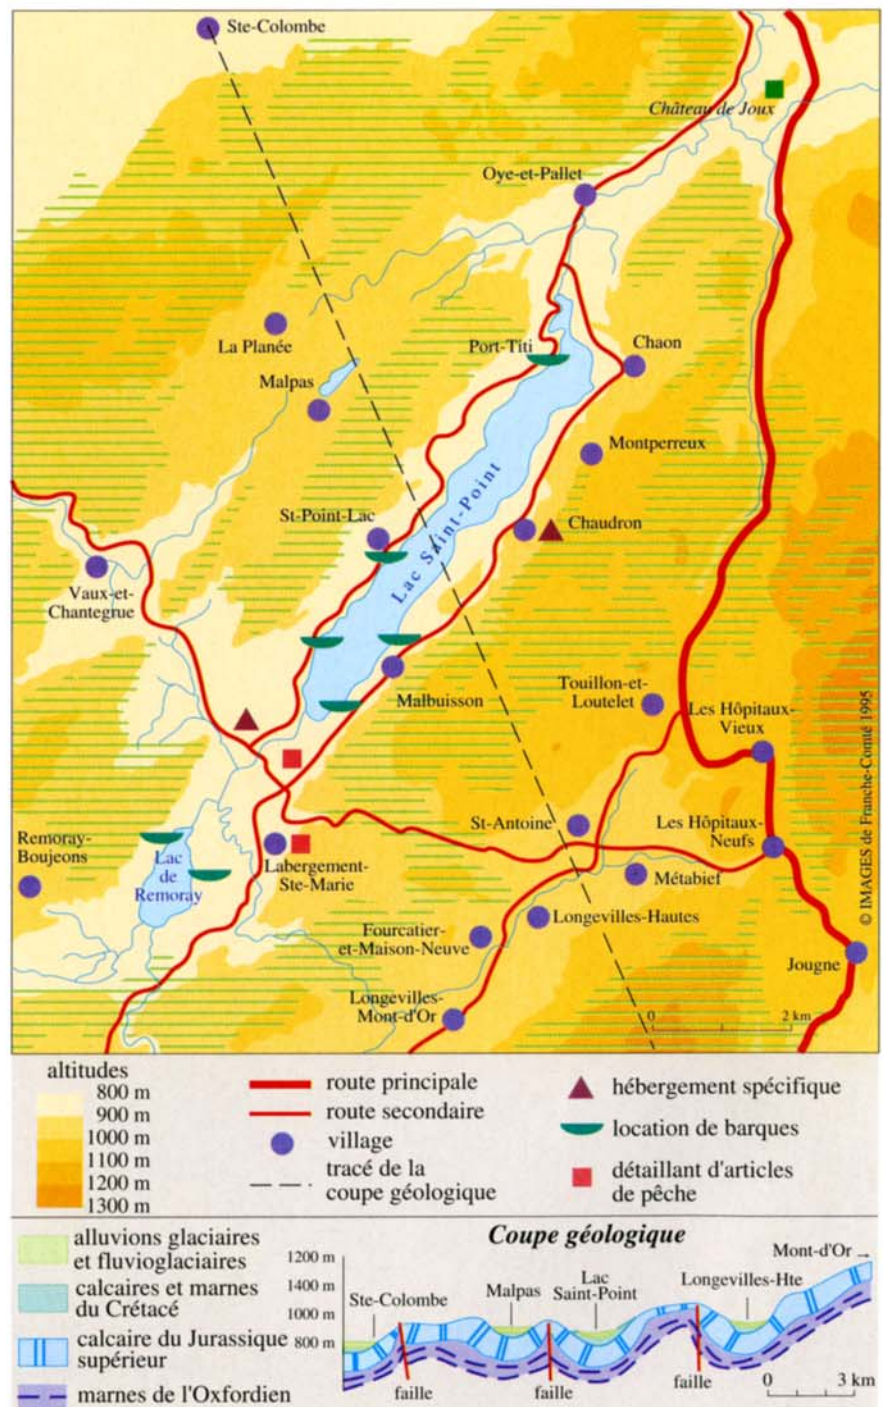 Ste-Colombe
Château de Joux
Oye-et-Pallet
La Planée
Port-Titi
Chaon
Malpas
Montperreux
St-Point-Lac
Chaudron
Lac Saint-Point
Vaux-et-
Chantegrue
Malbuisson
Touillon-et-
Loutelet
Les Hôpitaux-
Vieux
St-Antoine
Les Hôpitaux-
Neufs
Remoray-
Boujeons
Lac
de
Remoray
Labergement-
Ste-Marie
Métabief
Longevilles-Hautes
Fourcatier-
et-Maison-Neuve
Jougne
Longevilles-
Mont-d'Or
0 2 km
© IMAGES de Franche-Comté 1995
altitudes
800 m
900 m
1000 m
1100 m
1200 m
1300 m
route principale
route secondaire
village
tracé de la
coupe géologique
hébergement spécifique
location de barques
détaillant d'articles
de pêche
alluvions glaciaires
et fluvioglaciaires
calcaires et marnes
du Crétacé
calcaire du Jurassique
supérieur
marnes de l'Oxfordien
Coupe géologique
1200 m
1400 m
1000 m
800 m
Ste-Colombe
Malpas
Lac
Saint-Point
Longevilles-Hte
Mont-d'Or →
faille
faille
faille
0 3 km